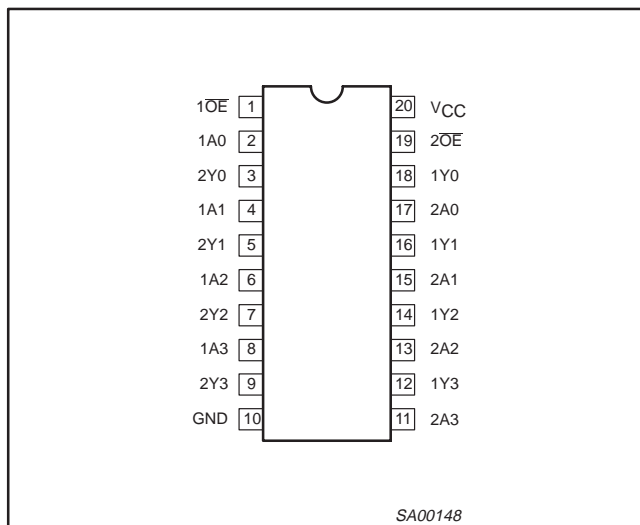 1O̅E̅ 1 20 VCC
1A0 2 19 2O̅E̅
2Y0 3 18 1Y0
1A1 4 17 2A0
2Y1 5 16 1Y1
1A2 6 15 2A1
2Y2 7 14 1Y2
1A3 8 13 2A2
2Y3 9 12 1Y3
GND 10 11 2A3
SA00148